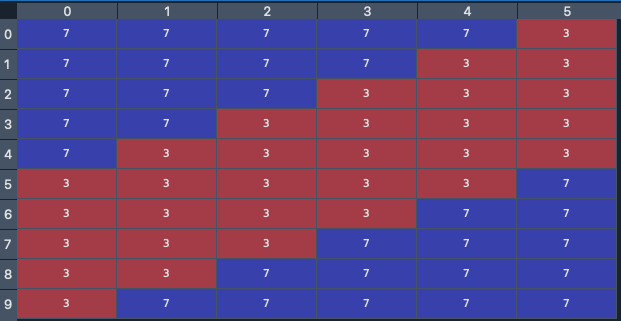 0 1 2 3 4 5
0 7 7 7 7 7 3
1 7 7 7 7 3 3
2 7 7 7 3 3 3
3 7 7 3 3 3 3
4 7 3 3 3 3 3
5 3 3 3 3 3 7
6 3 3 3 3 7 7
7 3 3 3 7 7 7
8 3 3 7 7 7 7
9 3 7 7 7 7 7